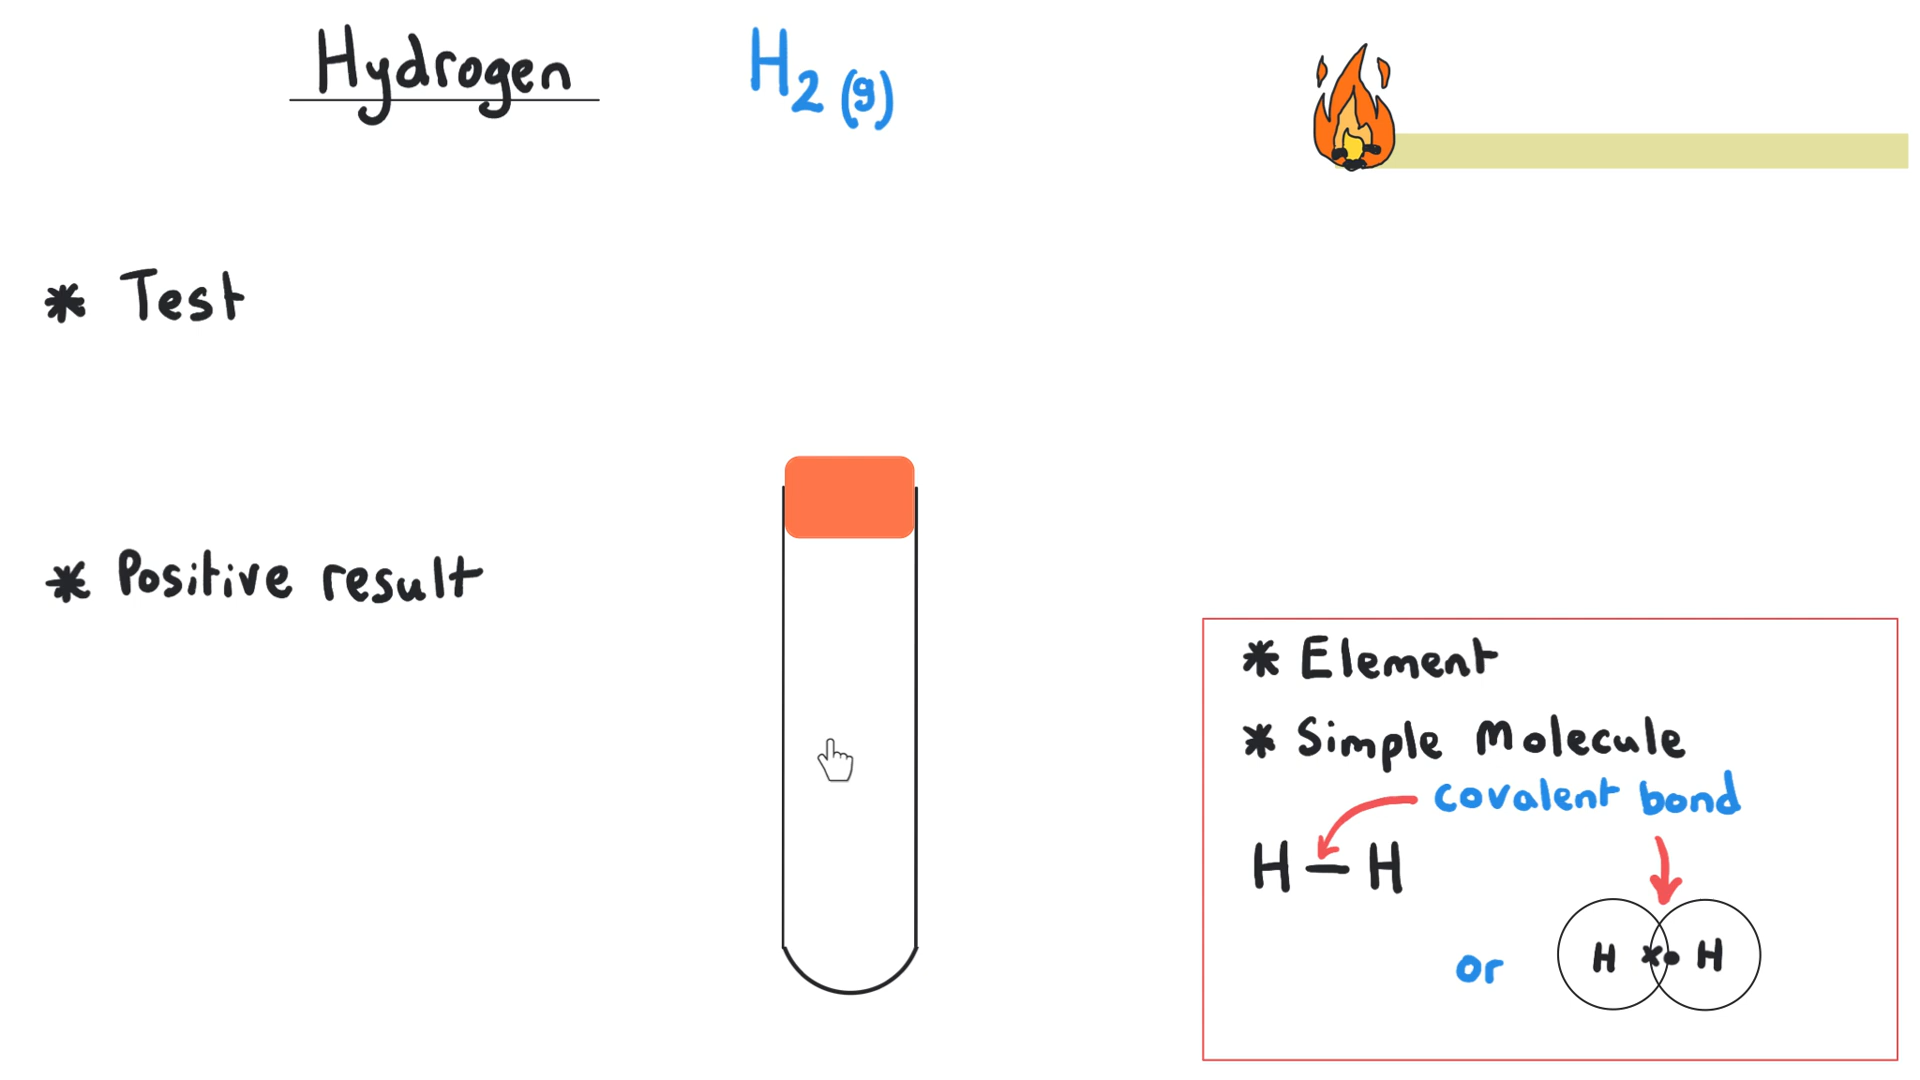 Hydrogen H2 (g)
* Test
* Positive result
* Element
* Simple Molecule
covalent bond
H — H
or
H ×• H